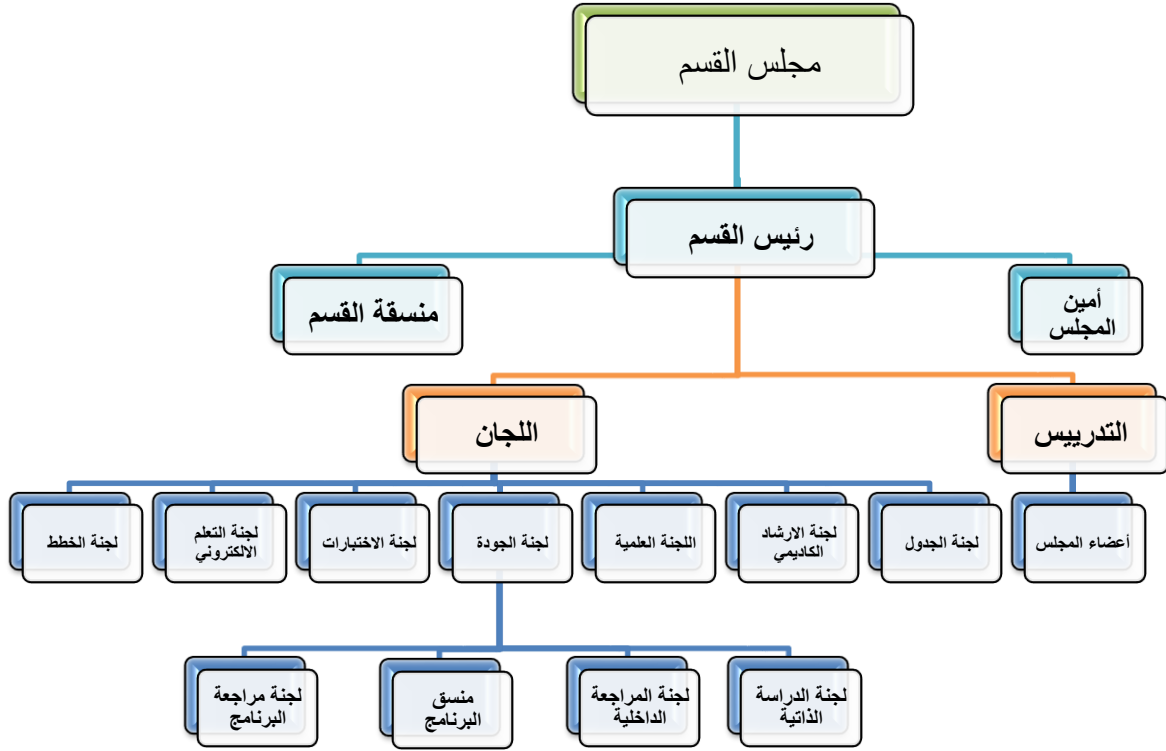 مجلس القسم
رئيس القسم
أمين
المجلس
منسقة القسم
التدرييس
اللجان
أعضاء المجلس
لجنة الجدول
لجنة الارشاد
الكاديمي
اللجنة العلمية
لجنة الجودة
لجنة الاختبارات
لجنة التعلم
الالكتروني
لجنة الخطط
لجنة الدراسة
الذاتية
لجنة المراجعة
الداخلية
منسق
البرنامج
لجنة مراجعة
البرنامج